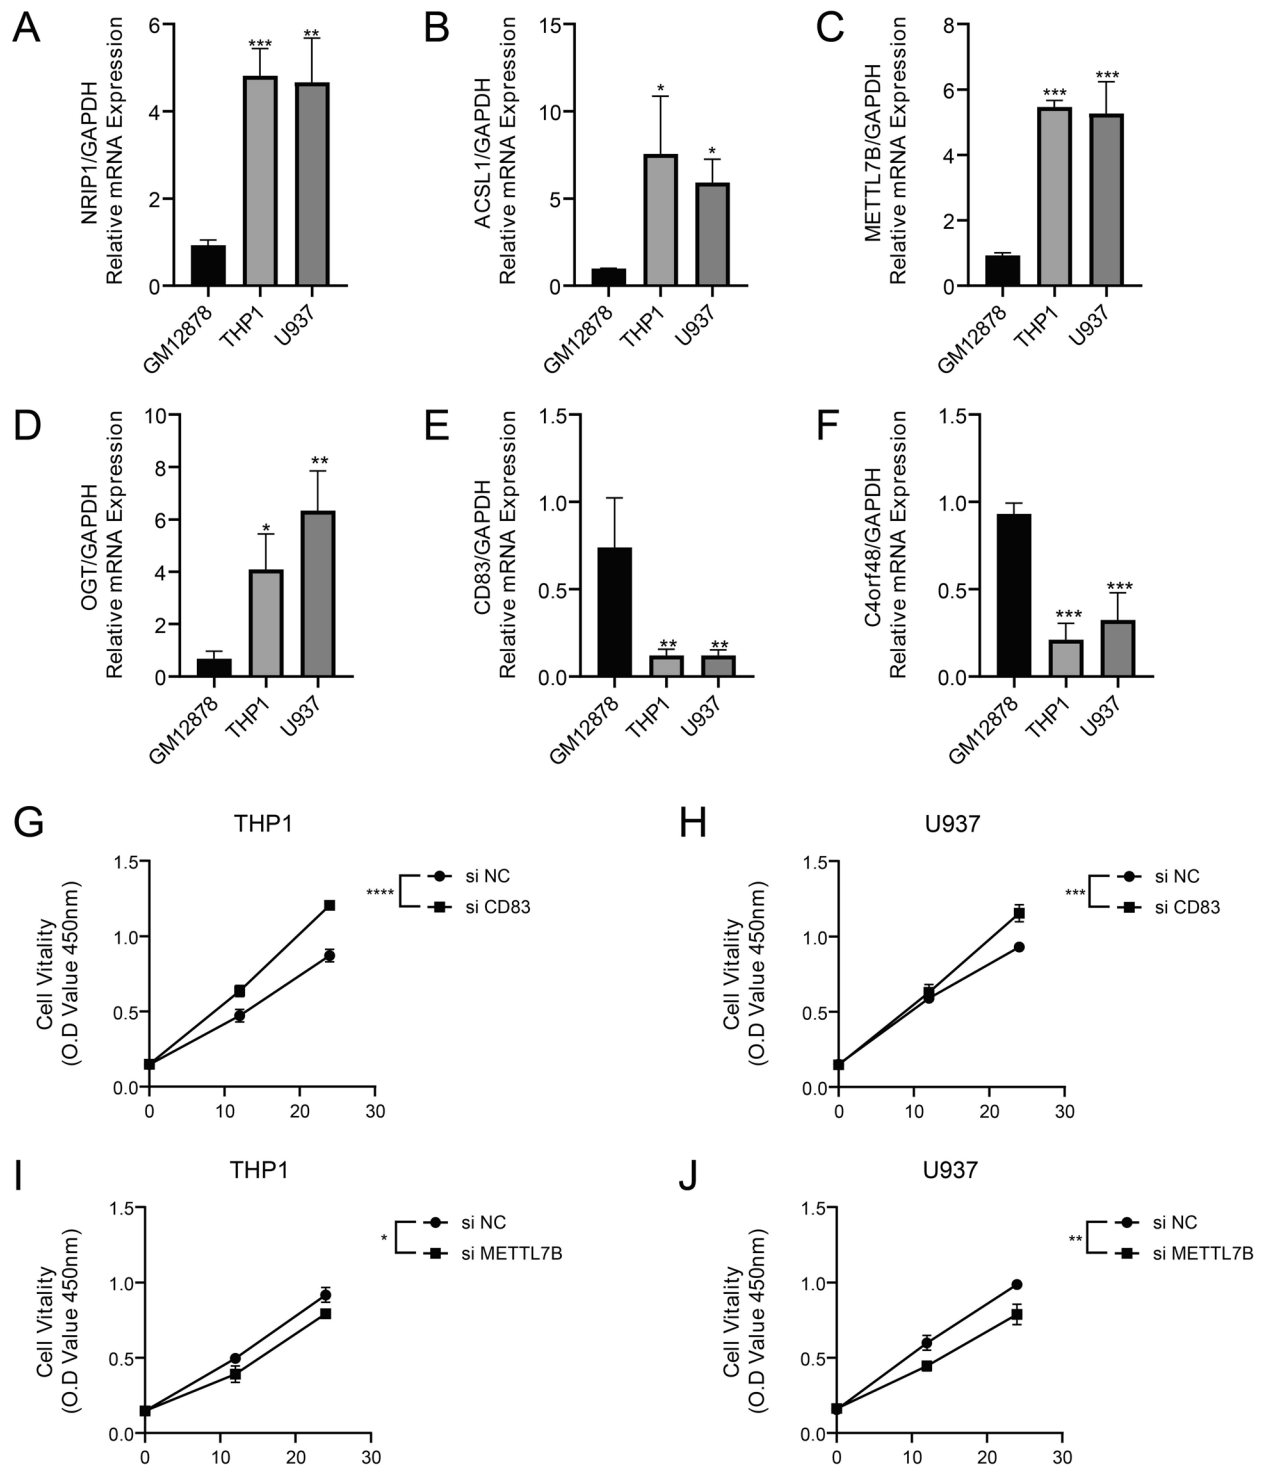 A
NRIP1/GAPDH
Relative mRNA Expression
6
4
2
0
***
**
GM12878
THP1
U937
B
ACSL1/GAPDH
Relative mRNA Expression
15
10
5
0
*
*
GM12878
THP1
U937
C
METTL7B/GAPDH
Relative mRNA Expression
8
6
4
2
0
***
***
GM12878
THP1
U937
D
OGT/GAPDH
Relative mRNA Expression
10
8
6
4
2
0
*
**
GM12878
THP1
U937
E
CD83/GAPDH
Relative mRNA Expression
1.5
1.0
0.5
0.0
**
**
GM12878
THP1
U937
F
C4orf48/GAPDH
Relative mRNA Expression
1.5
1.0
0.5
0.0
***
***
GM12878
THP1
U937
G
THP1
Cell Vitality
(O.D Value 450nm)
1.5
1.0
0.5
0.0
0 10 20 30
****
si NC
si CD83
H
U937
Cell Vitality
(O.D Value 450nm)
1.5
1.0
0.5
0.0
0 10 20 30
***
si NC
si CD83
I
THP1
Cell Vitality
(O.D Value 450nm)
1.5
1.0
0.5
0.0
0 10 20 30
*
si NC
si METTL7B
J
U937
Cell Vitality
(O.D Value 450nm)
1.5
1.0
0.5
0.0
0 10 20 30
**
si NC
si METTL7B